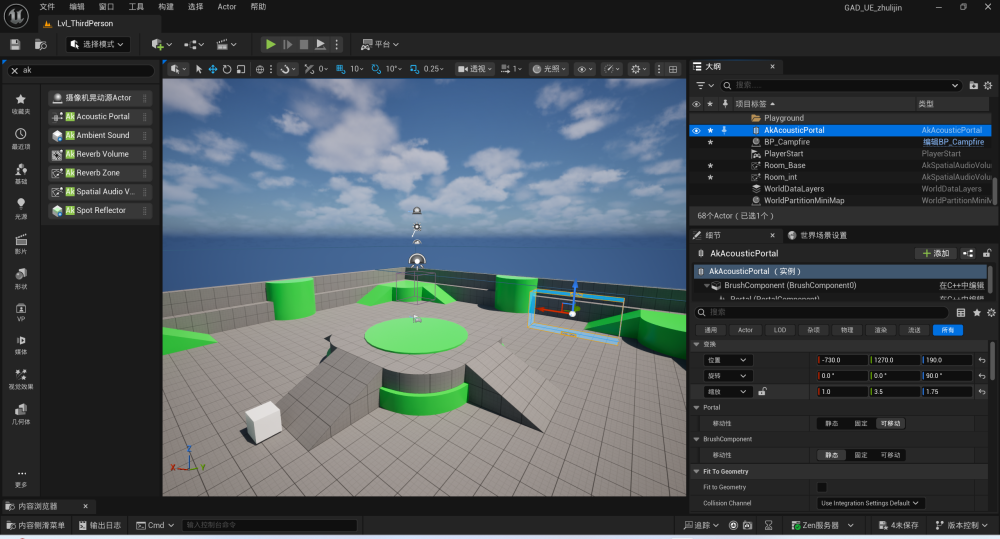 文件 编辑 窗口 工具 构建 选择 Actor 帮助
GAD_UE_zhulijin
Lvl_ThirdPerson
选择模式
平台
ak
收藏夹
最近项
基础
光源
影片
形状
VP
媒体
视觉效果
几何体
更多
摄像机晃动源Actor
Ak Acoustic Portal
Ak Ambient Sound
Ak Reverb Volume
Ak Reverb Zone
Ak Spatial Audio V...
Ak Spot Reflector
0 10 10° 0.25 透视 1 光照
X Y Z
大纲
搜索......
项目标签 类型
Playground
AkAcousticPortal AkAcousticPortal
BP_Campfire 编辑BP_Campfire
PlayerStart PlayerStart
Room_Base AkSpatialAudioVolu
Room_int AkSpatialAudioVolu
WorldDataLayers WorldDataLayers
WorldPartitionMiniMap WorldPartitionMiniM
68个Actor（已选1个）
细节 世界场景设置
AkAcousticPortal 添加
AkAcousticPortal （实例）
BrushComponent (BrushComponent0) 在C++中编辑
Portal (PortalComponent) 在C++中编辑
搜索
通用 Actor LOD 杂项 物理 渲染 流送 所有
变换
位置 -730.0 1270.0 190.0
旋转 0.0° 0.0° 90.0°
缩放 1.0 3.5 1.75
Portal
移动性 静态 固定 可移动
BrushComponent
移动性 静态 固定 可移动
Fit To Geometry
Fit to Geometry
Collision Channel Use Integration Settings Default
内容浏览器
内容侧滑菜单 输出日志 Cmd 输入控制台命令
追踪 Zen服务器 4未保存 版本控制